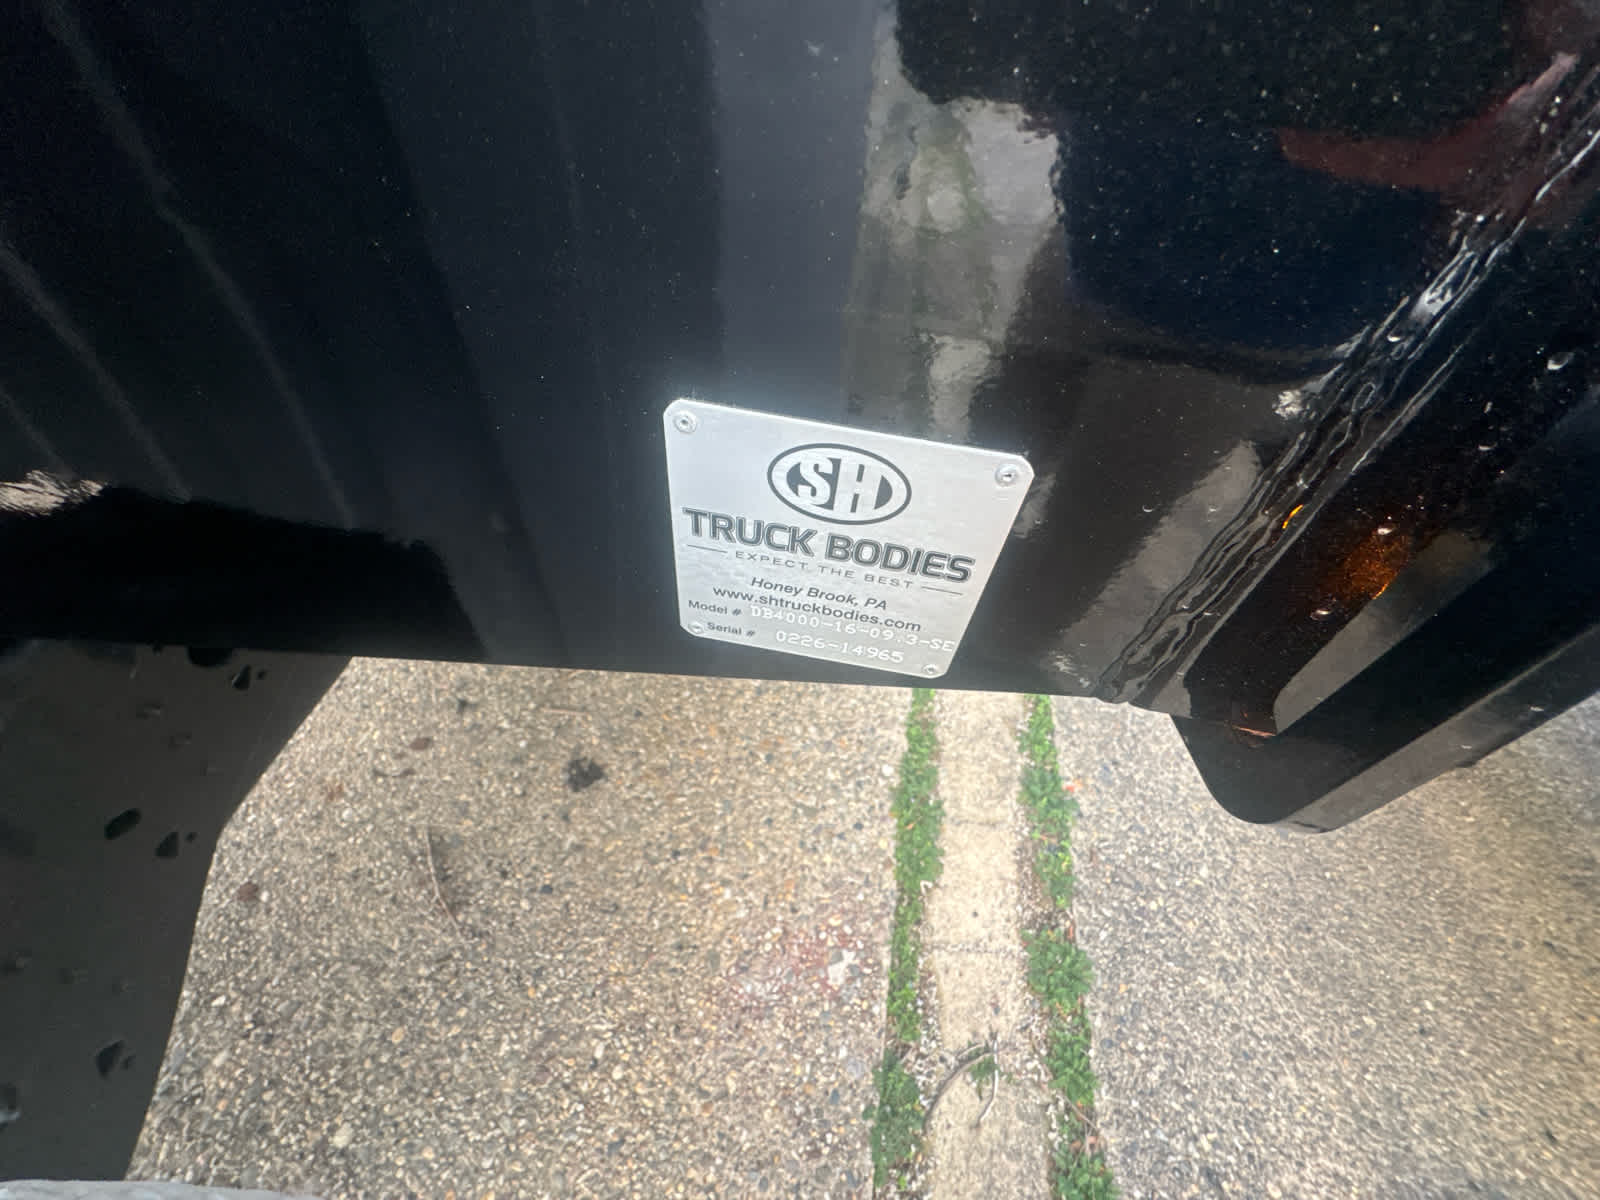 SH
TRUCK BODIES
EXPECT THE BEST
Honey Brook, PA
www.shtruckbodies.com
Model # DB4000-16-09.3-SE
Serial # 0226-14965